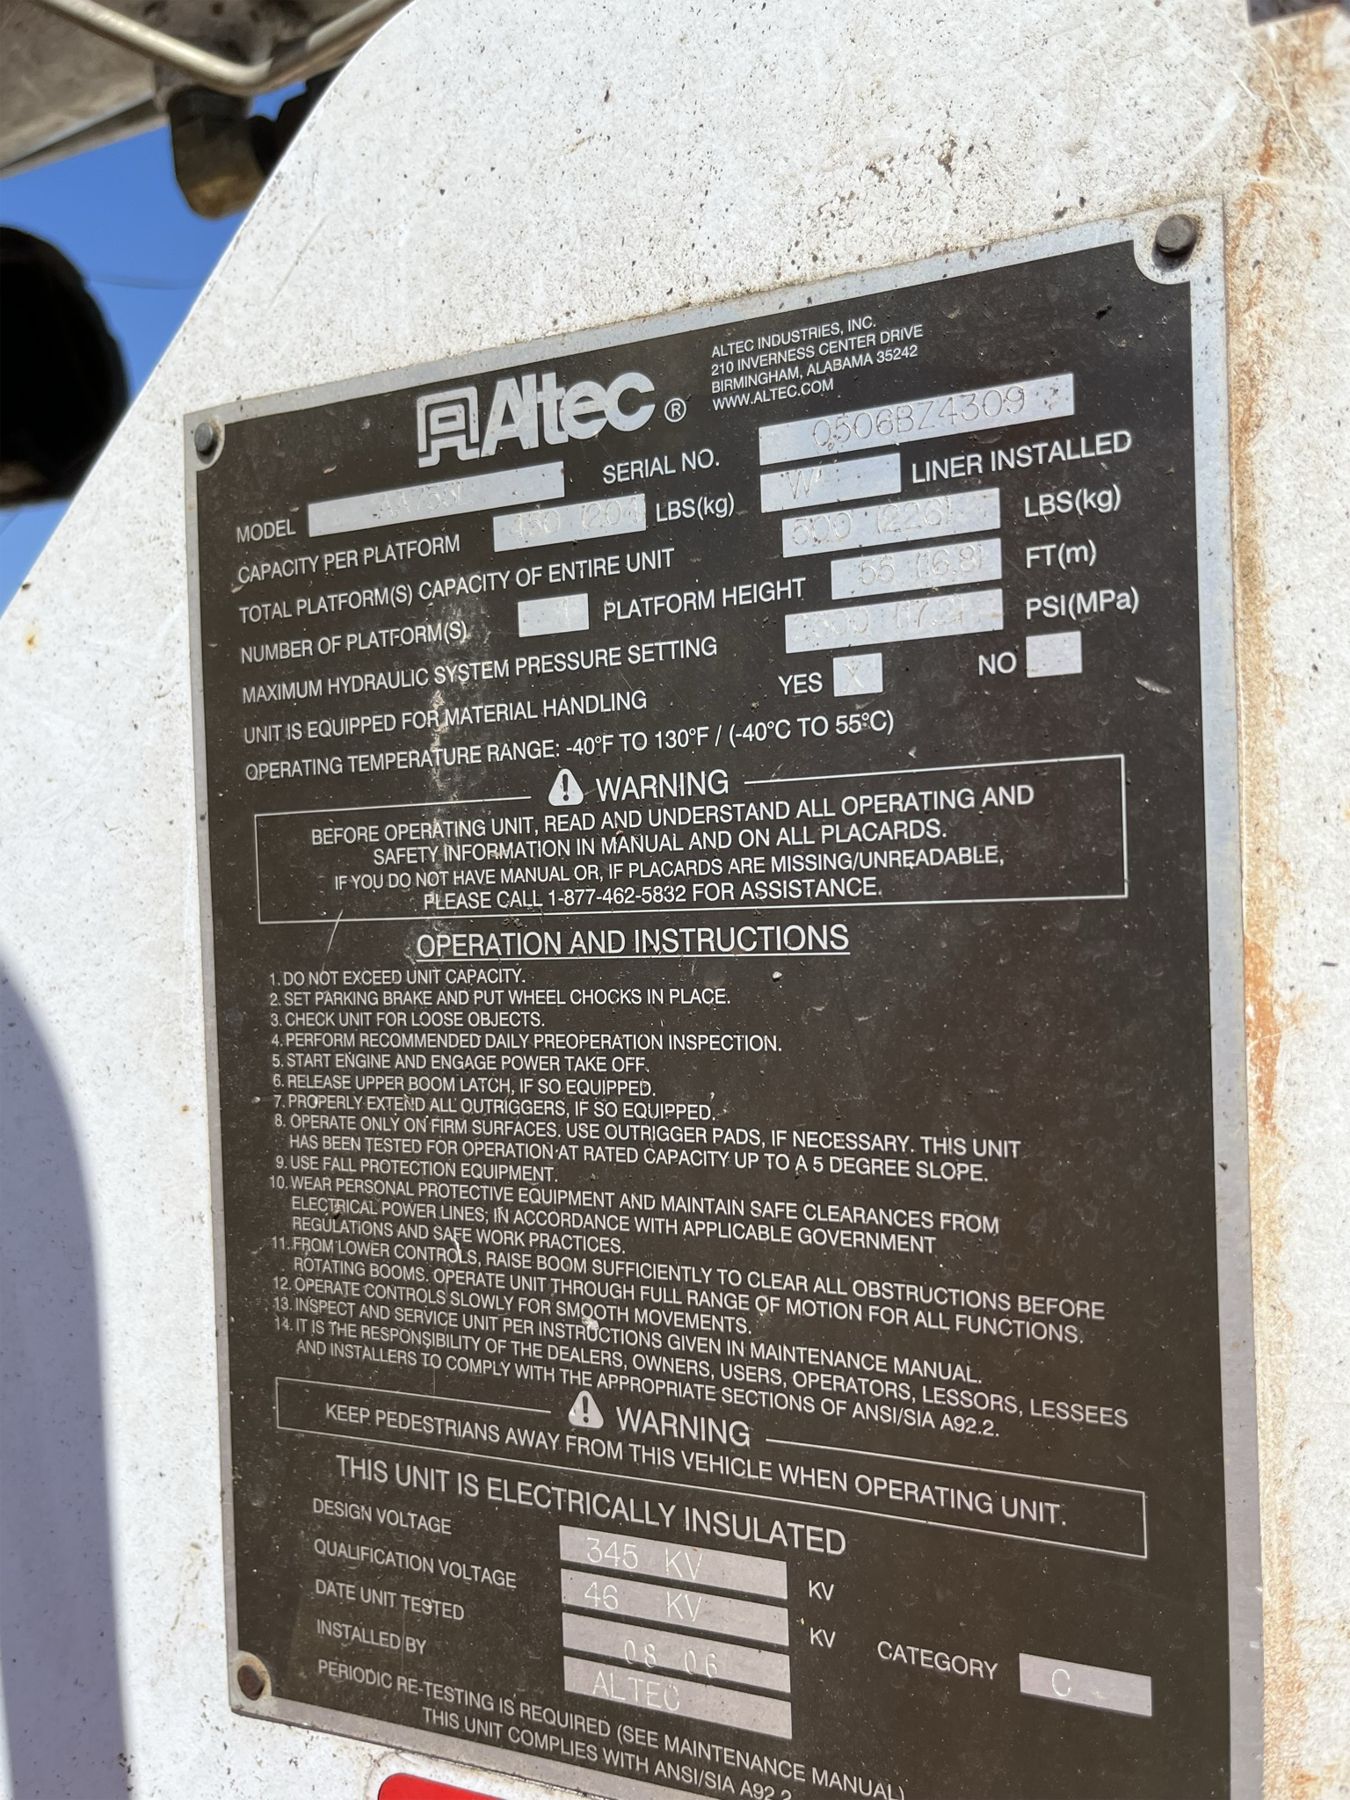 Altec®
ALTEC INDUSTRIES, INC.
210 INVERNESS CENTER DRIVE
BIRMINGHAM, ALABAMA 35242
WWW.ALTEC.COM
MODEL SERIAL NO. 0506BZ4309
CAPACITY PER PLATFORM 450 (204) LBS(kg) W LINER INSTALLED
TOTAL PLATFORM(S) CAPACITY OF ENTIRE UNIT 500 (226) LBS(kg)
NUMBER OF PLATFORM(S) 1 PLATFORM HEIGHT 55 (16.8) FT(m)
MAXIMUM HYDRAULIC SYSTEM PRESSURE SETTING (17.2) PSI(MPa)
UNIT IS EQUIPPED FOR MATERIAL HANDLING YES X NO
OPERATING TEMPERATURE RANGE: -40°F TO 130°F / (-40°C TO 55°C)
WARNING
BEFORE OPERATING UNIT, READ AND UNDERSTAND ALL OPERATING AND
SAFETY INFORMATION IN MANUAL AND ON ALL PLACARDS.
IF YOU DO NOT HAVE MANUAL OR, IF PLACARDS ARE MISSING/UNREADABLE,
PLEASE CALL 1-877-462-5832 FOR ASSISTANCE.
OPERATION AND INSTRUCTIONS
1. DO NOT EXCEED UNIT CAPACITY.
2. SET PARKING BRAKE AND PUT WHEEL CHOCKS IN PLACE.
3. CHECK UNIT FOR LOOSE OBJECTS.
4. PERFORM RECOMMENDED DAILY PREOPERATION INSPECTION.
5. START ENGINE AND ENGAGE POWER TAKE OFF.
6. RELEASE UPPER BOOM LATCH, IF SO EQUIPPED.
7. PROPERLY EXTEND ALL OUTRIGGERS, IF SO EQUIPPED.
8. OPERATE ONLY ON FIRM SURFACES. USE OUTRIGGER PADS, IF NECESSARY. THIS UNIT
HAS BEEN TESTED FOR OPERATION AT RATED CAPACITY UP TO A 5 DEGREE SLOPE.
9. USE FALL PROTECTION EQUIPMENT.
10. WEAR PERSONAL PROTECTIVE EQUIPMENT AND MAINTAIN SAFE CLEARANCES FROM
ELECTRICAL POWER LINES; IN ACCORDANCE WITH APPLICABLE GOVERNMENT
REGULATIONS AND SAFE WORK PRACTICES.
11. FROM LOWER CONTROLS, RAISE BOOM SUFFICIENTLY TO CLEAR ALL OBSTRUCTIONS BEFORE
ROTATING BOOMS. OPERATE UNIT THROUGH FULL RANGE OF MOTION FOR ALL FUNCTIONS.
12. OPERATE CONTROLS SLOWLY FOR SMOOTH MOVEMENTS.
13. INSPECT AND SERVICE UNIT PER INSTRUCTIONS GIVEN IN MAINTENANCE MANUAL.
14. IT IS THE RESPONSIBILITY OF THE DEALERS, OWNERS, USERS, OPERATORS, LESSORS, LESSEES
AND INSTALLERS TO COMPLY WITH THE APPROPRIATE SECTIONS OF ANSI/SIA A92.2.
WARNING
KEEP PEDESTRIANS AWAY FROM THIS VEHICLE WHEN OPERATING UNIT.
THIS UNIT IS ELECTRICALLY INSULATED
DESIGN VOLTAGE 345 KV KV
QUALIFICATION VOLTAGE 46 KV KV CATEGORY C
DATE UNIT TESTED 08 06
INSTALLED BY ALTEC
PERIODIC RE-TESTING IS REQUIRED (SEE MAINTENANCE MANUAL)
THIS UNIT COMPLIES WITH ANSI/SIA A92.2